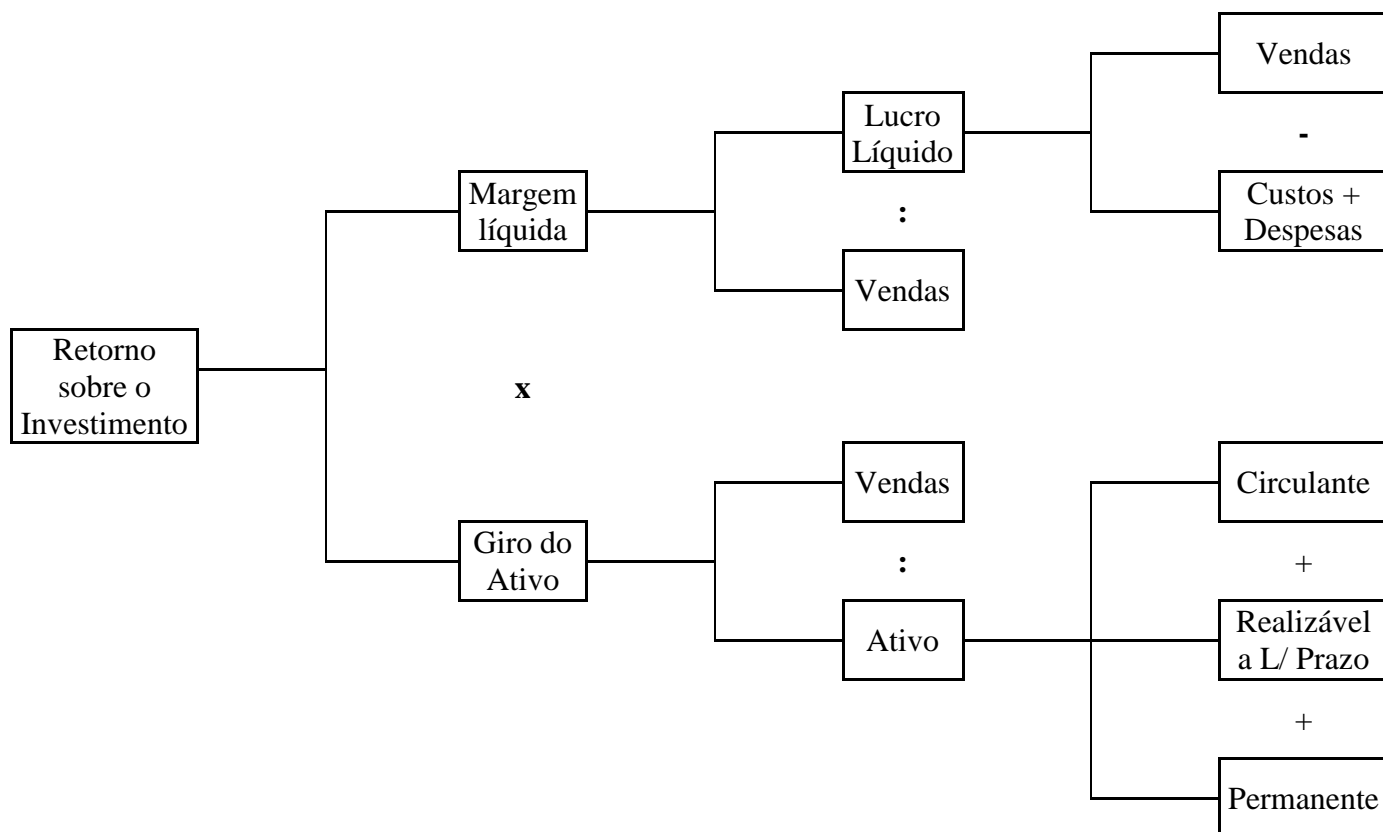 Vendas
-
Custos +
Despesas
Lucro
Líquido
:
Vendas
Margem
líquida
x
Retorno
sobre o
Investimento
Giro do
Ativo
Vendas
:
Ativo
Circulante
+
Realizável
a L/ Prazo
+
Permanente